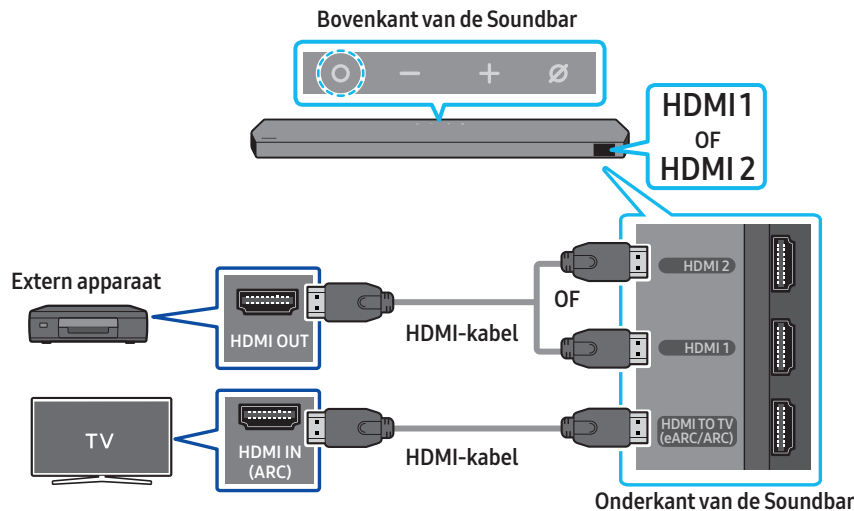 Bovenkant van de Soundbar
HDMI 1
OF
HDMI 2
Extern apparaat
HDMI OUT
HDMI-kabel
OF
HDMI 2
HDMI 1
TV
HDMI IN
(ARC)
HDMI-kabel
HDMI TO TV
(eARC/ARC)
Onderkant van de Soundbar